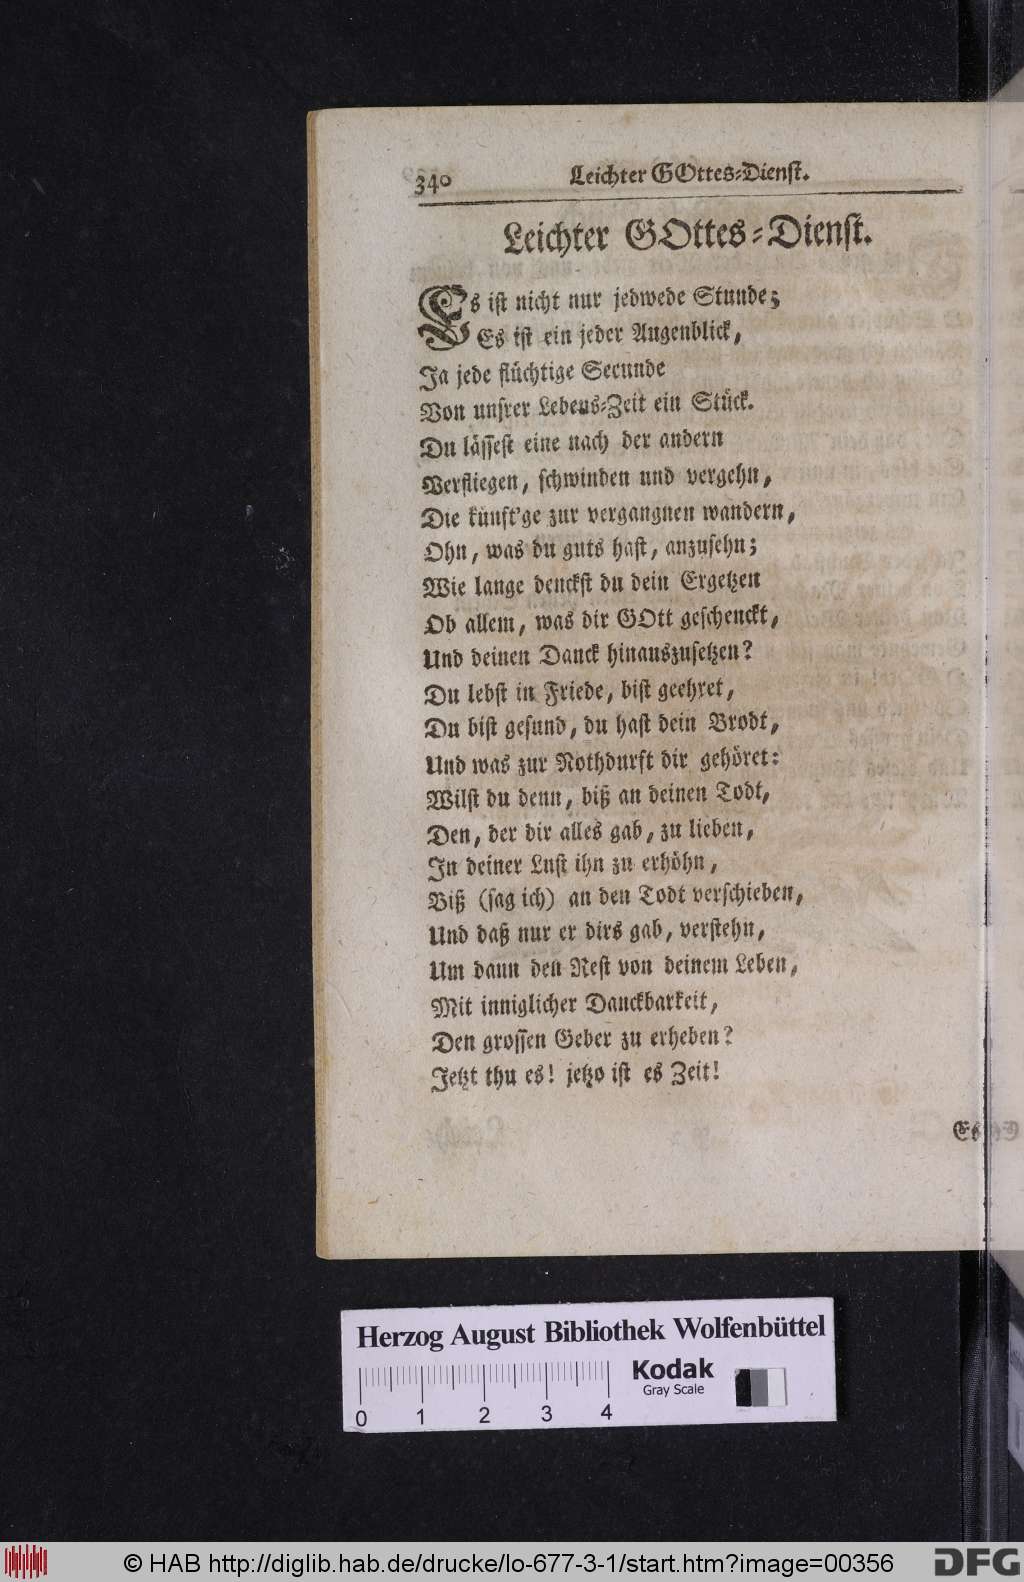 340 Leichter GOttes-Dienst.
Leichter GOttes-Dienst.
Es ist nicht nur jedwede Stunde;
Es ist ein jeder Augenblick,
Ja jede flüchtige Secunde
Von unsrer Lebens-Zeit ein Stück.
Du lässest eine nach der andern
Verfliegen, schwinden und vergehn,
Die künft'ge zur vergangnen wandern,
Ohn, was du guts hast, anzusehn;
Wie lange denckst du dein Ergetzen
Ob allem, was dir GOtt geschenckt,
Und deinen Danck hinauszusetzen?
Du lebst in Friede, bist geehret,
Du bist gesund, du hast dein Brodt,
Und was zur Nothdurft dir gehöret:
Wilst du denn, biß an deinen Todt,
Den, der dir alles gab, zu lieben,
In deiner Lust ihn zu erhöhn,
Biß (sag ich) an den Todt verschieben,
Und daß nur er dirs gab, verstehn,
Um dann den Rest von deinem Leben,
Mit inniglicher Danckbarkeit,
Den grossen Geber zu erheben?
Jetzt thu es! jetzo ist es Zeit!
Herzog August Bibliothek Wolfenbüttel
Kodak
Gray Scale
0 1 2 3 4
© HAB http://diglib.hab.de/drucke/lo-677-3-1/start.htm?image=00356
DFG